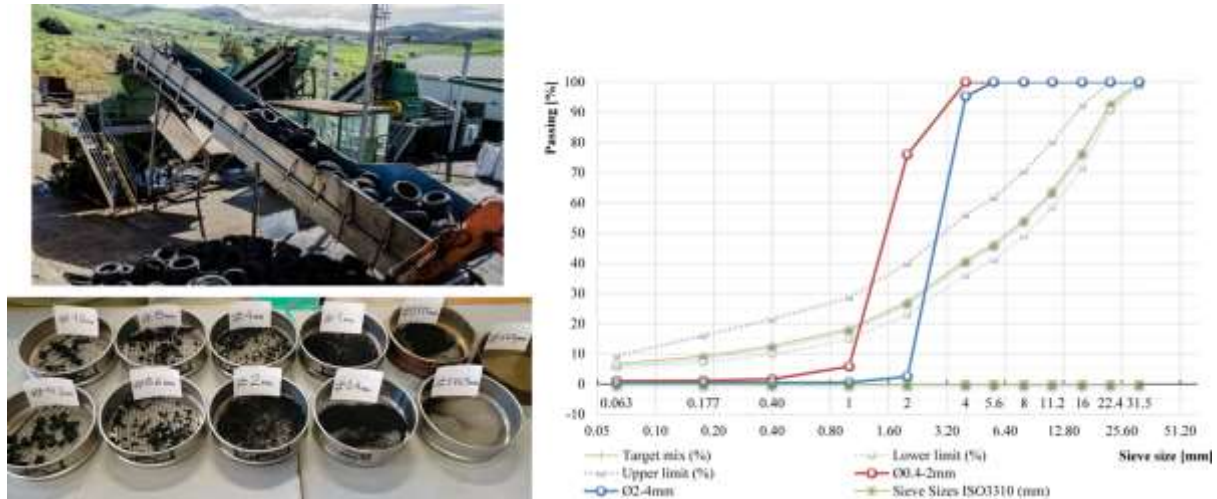 Passing [%]
100
90
80
70
60
50
40
30
20
10
0
-10
0.063 0.177 0.40 1 2 4 5.6 8 11.2 16 22.4 31.5
0.05 0.10 0.20 0.40 0.80 1.60 3.20 6.40 12.80 25.60 51.20
Sieve size [mm]
Target mix (%) Lower limit (%)
Upper limit (%) Ø0.4-2mm
Ø2-4mm Sieve Sizes ISO3310 (mm)
#2mm